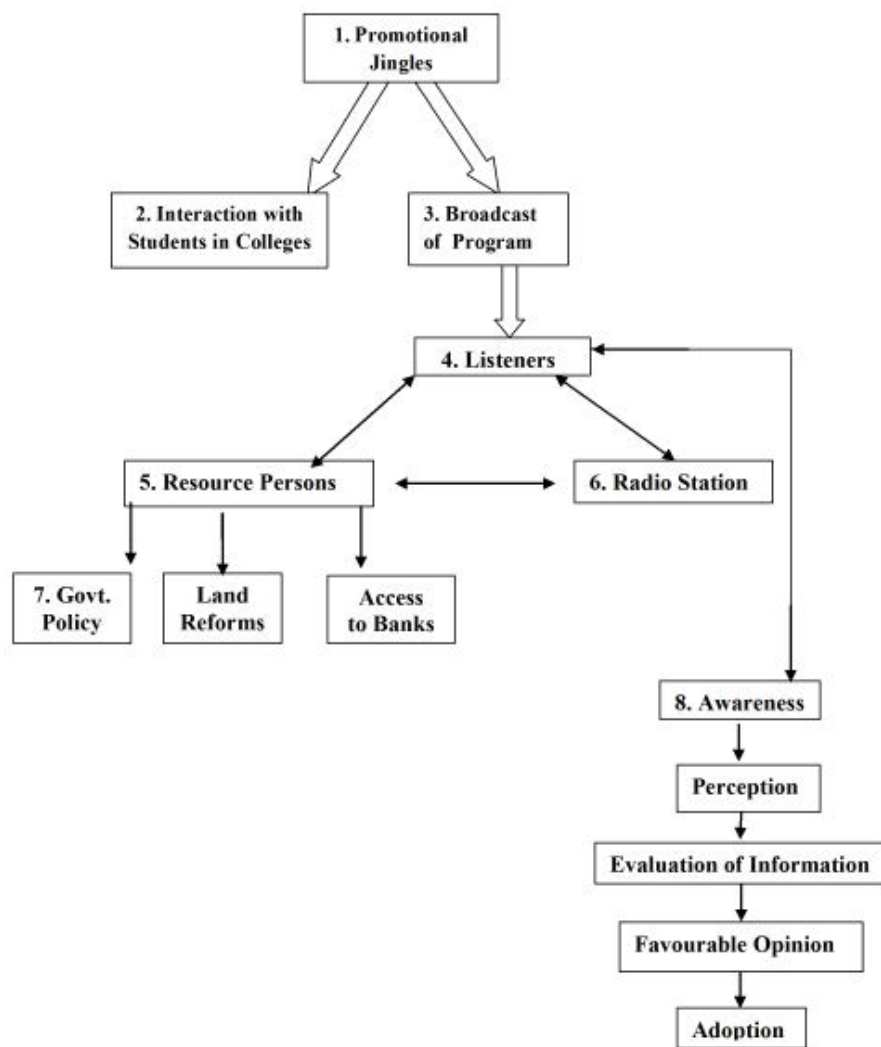 1. Promotional
Jingles
2. Interaction with
Students in Colleges
3. Broadcast
of Program
4. Listeners
5. Resource Persons
6. Radio Station
7. Govt.
Policy
Land
Reforms
Access
to Banks
8. Awareness
Perception
Evaluation of Information
Favourable Opinion
Adoption